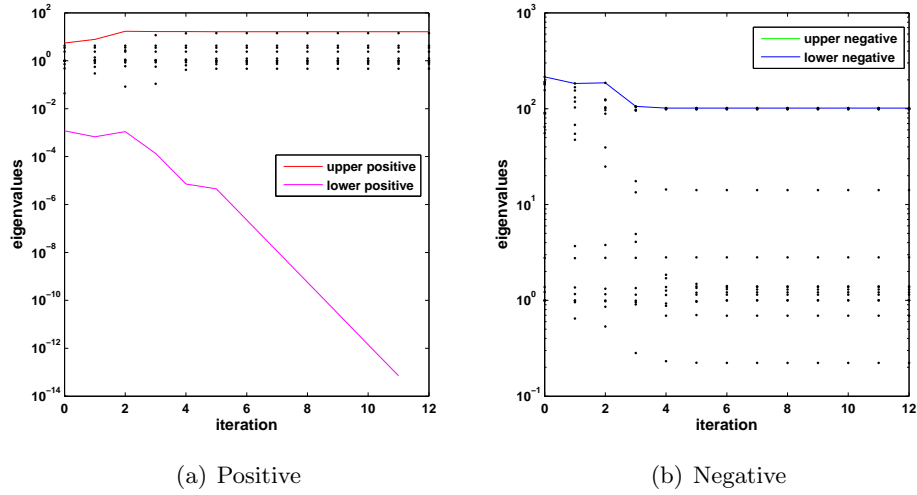 10^2
10^0
10^−2
10^−4
10^−6
10^−8
10^−10
10^−12
10^−14
eigenvalues
upper positive
lower positive
0 2 4 6 8 10 12
iteration
(a) Positive
10^3
10^2
10^1
10^0
10^−1
eigenvalues
upper negative
lower negative
0 2 4 6 8 10 12
iteration
(b) Negative